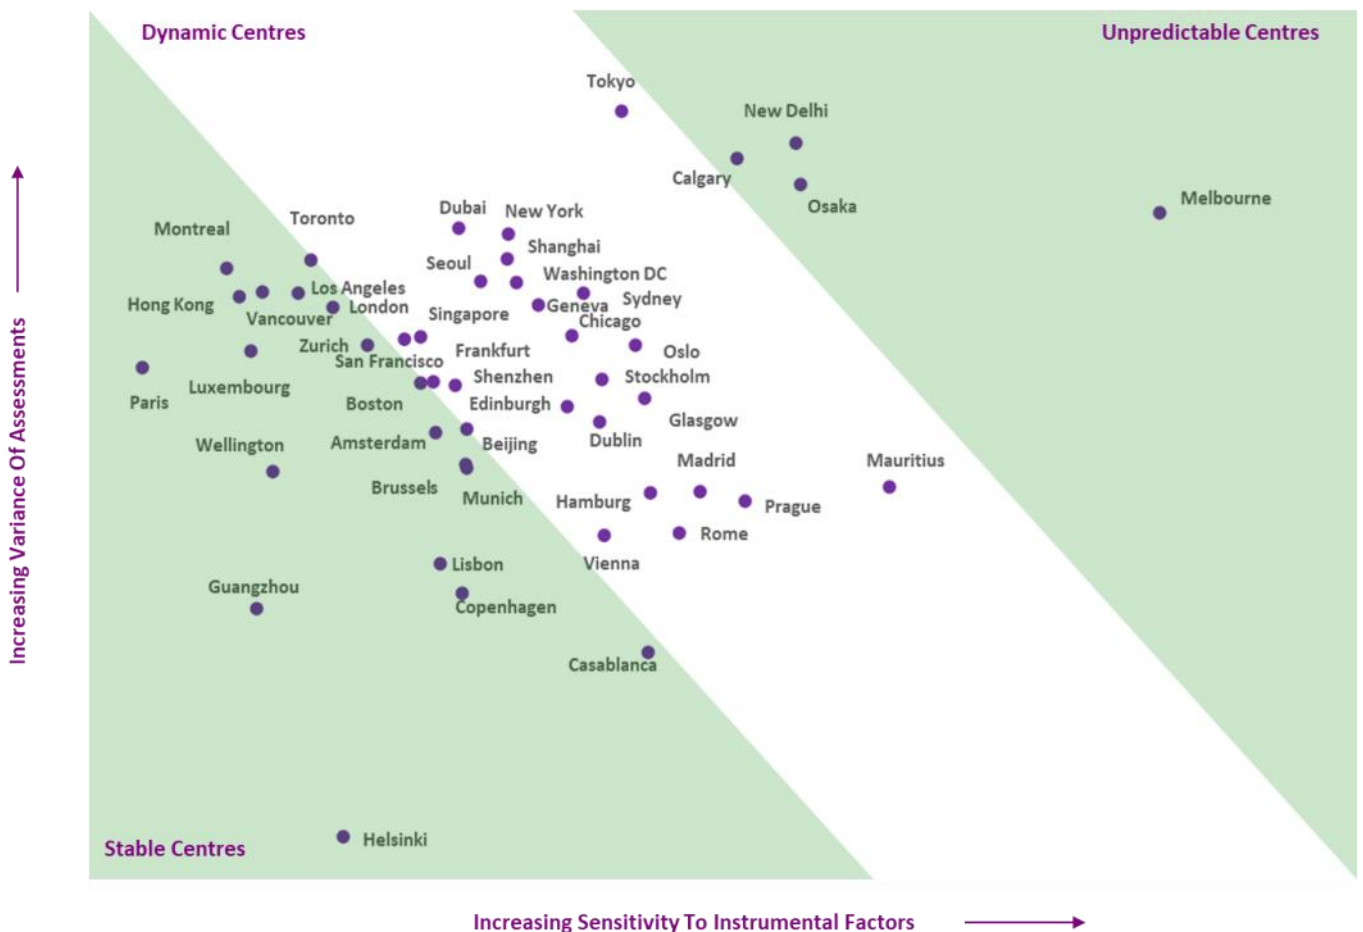 Dynamic Centres
Unpredictable Centres
Tokyo
New Delhi
Calgary
Osaka
Melbourne
Dubai
New York
Toronto
Montreal
Shanghai
Seoul
Washington DC
Los Angeles
Sydney
Hong Kong
London
Geneva
Vancouver
Singapore
Chicago
Zurich
San Francisco
Frankfurt
Oslo
Luxembourg
Shenzhen
Stockholm
Paris
Boston
Edinburgh
Glasgow
Wellington
Amsterdam
Beijing
Dublin
Madrid
Mauritius
Brussels
Munich
Hamburg
Prague
Rome
Vienna
Lisbon
Guangzhou
Copenhagen
Casablanca
Helsinki
Stable Centres
Increasing Variance Of Assessments
Increasing Sensitivity To Instrumental Factors